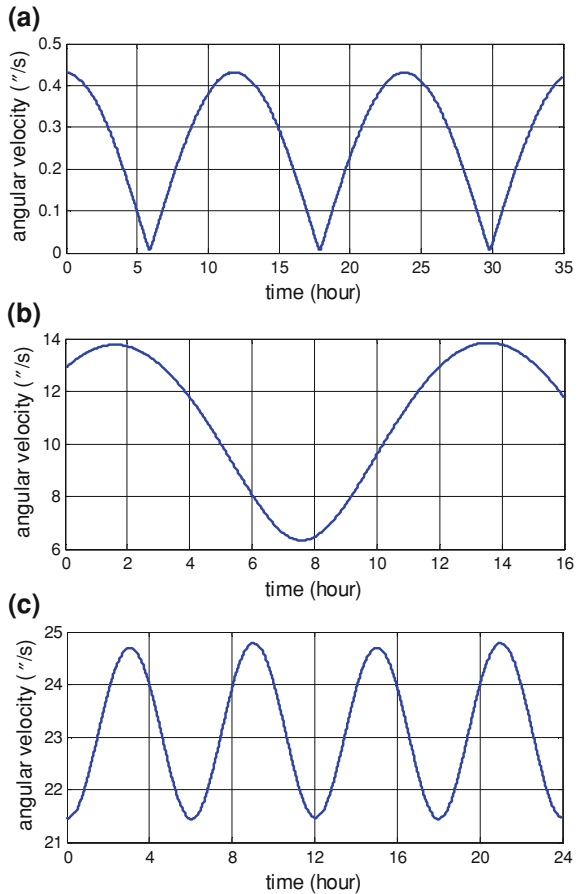 (a)
0.5
0.4
0.3
0.2
0.1
0
angular velocity (″/s)
0 5 10 15 20 25 30 35
time (hour)
(b)
14
12
10
8
6
angular velocity (″/s)
0 2 4 6 8 10 12 14 16
time (hour)
(c)
25
24
23
22
21
angular velocity (″/s)
0 4 8 12 16 20 24
time (hour)